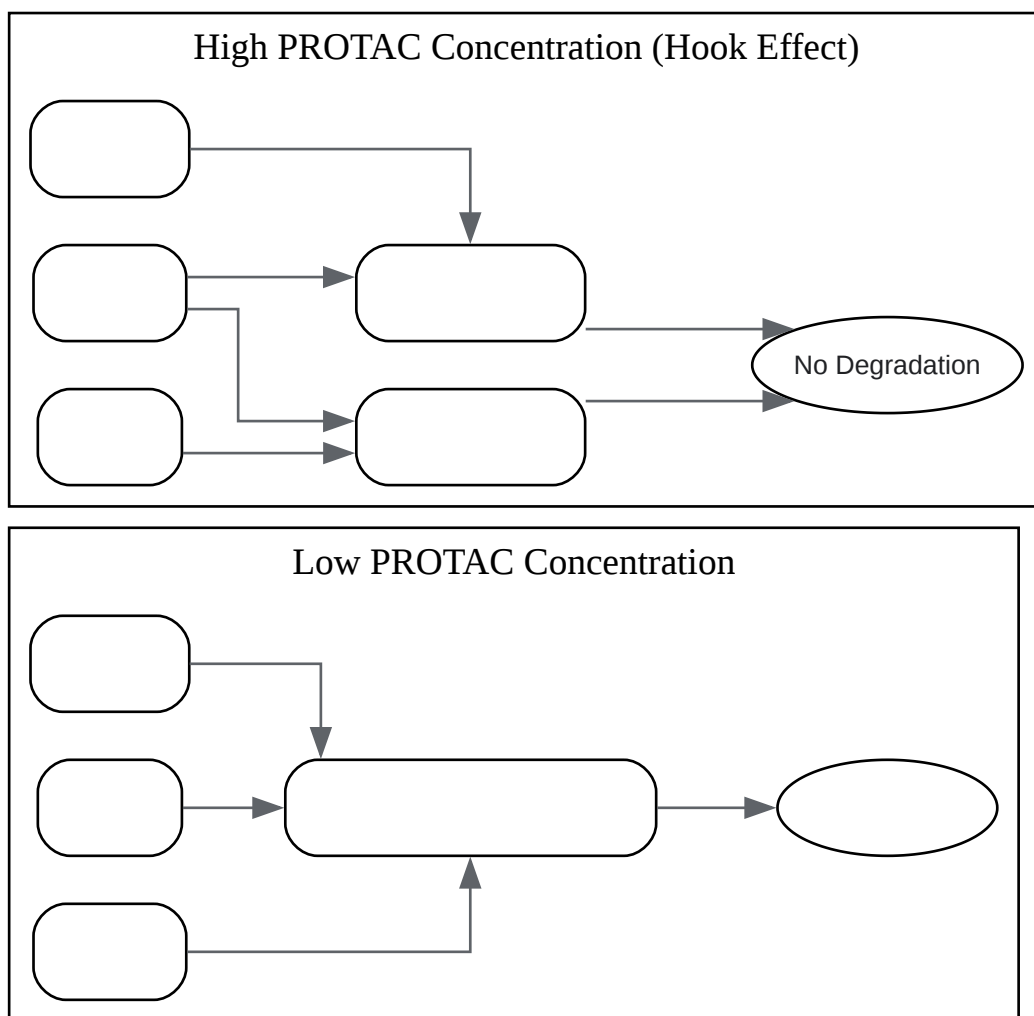 High PROTAC Concentration (Hook Effect)
No Degradation
Low PROTAC Concentration